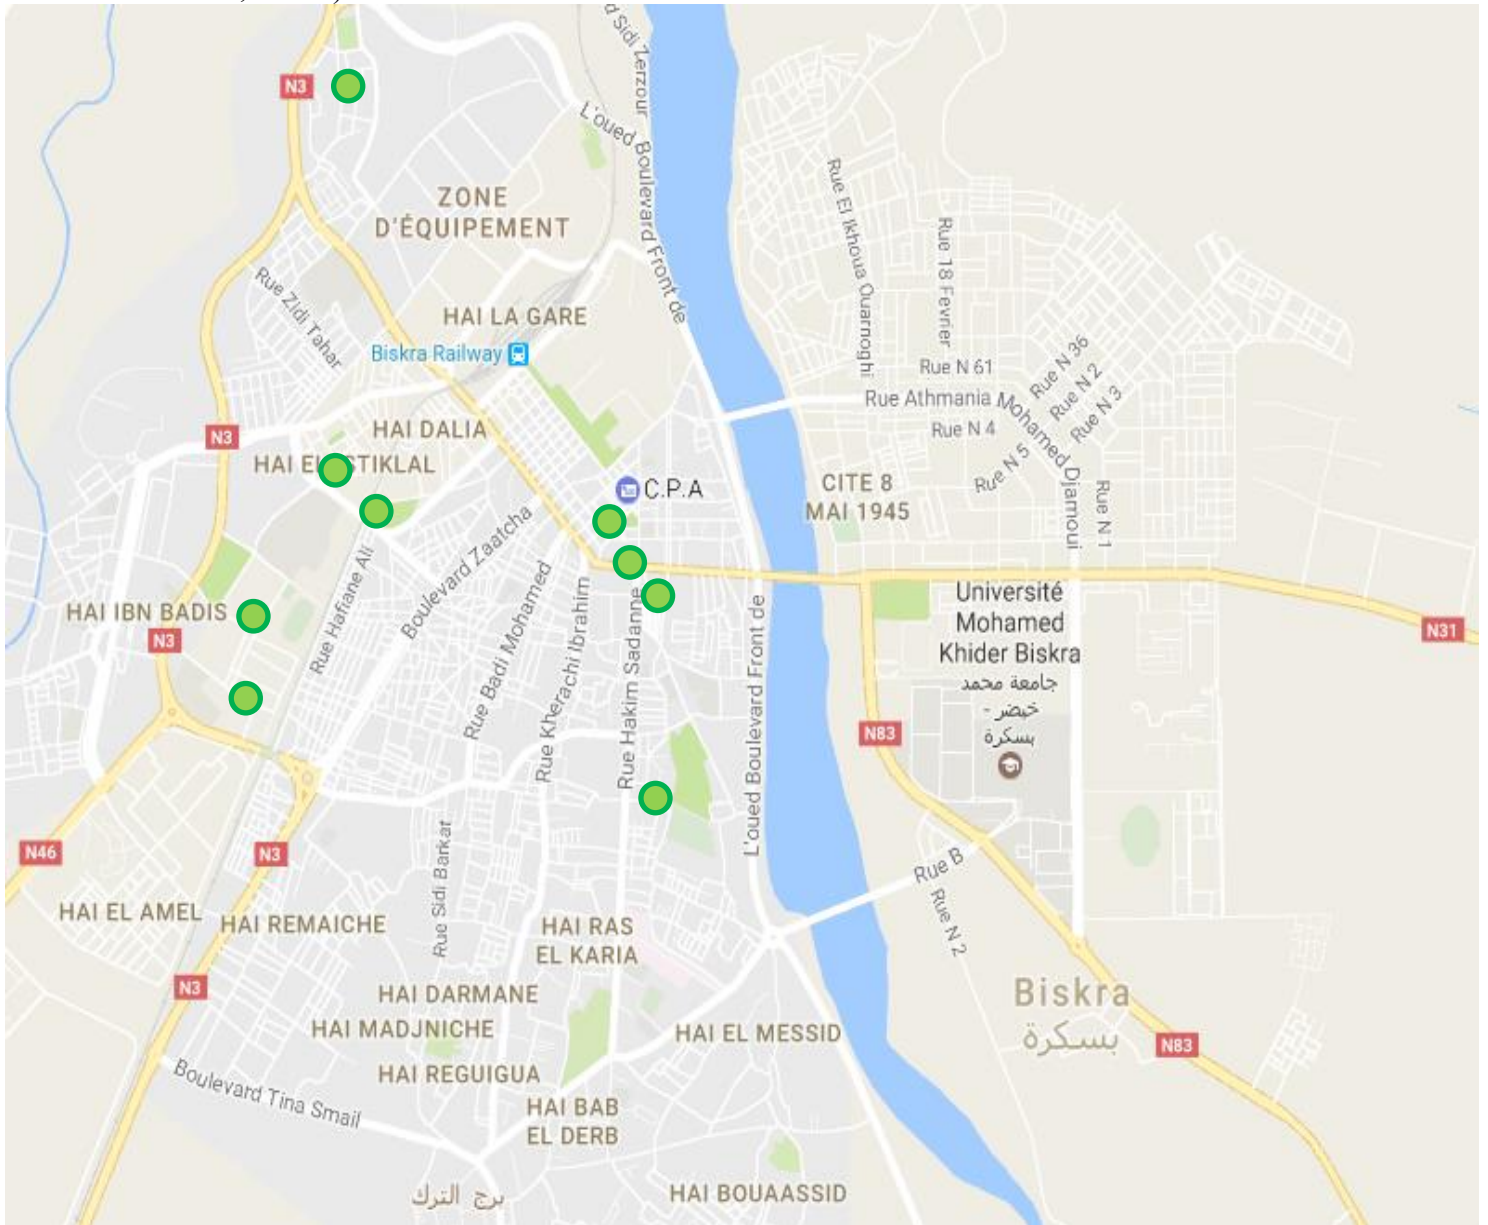 d Sidi Zerzour
N3
L'oued Boulevard Front de
ZONE
D'ÉQUIPEMENT
Rue El Ikhoua Ouarnoghi
Rue 18 Fevrier
Rue Zidi Tahar
HAI LA GARE
Biskra Railway
Rue N 61
Rue N 36
Rue N 2
Rue N 3
Rue Athmania
Mohamed Djamoui
N3
HAI DALIA
Rue N 4
HAI EL STIKLAL
Rue N 5
C.P.A
CITE 8
MAI 1945
Rue N 1
Boulevard Zaatcha
Rue Hafiane Ali
Rue Badi Mohamed
Rue Kherachi Ibrahim
Rue Hakim Sadanne
L'oued Boulevard Front de
HAI IBN BADIS
N3
Université
Mohamed
Khider Biskra
جامعة محمد
خيضر -
بسكرة
N31
N83
N46
N3
Rue Sidi Barkat
Rue B
Rue N 2
HAI EL AMEL
HAI REMAICHE
HAI RAS
EL KARIA
N3
HAI DARMANE
HAI MADJNICHE
HAI EL MESSID
Biskra
بسكرة
N83
HAI REGUIGUA
Boulevard Tina Smail
HAI BAB
EL DERB
برج الترك
HAI BOUAASSID